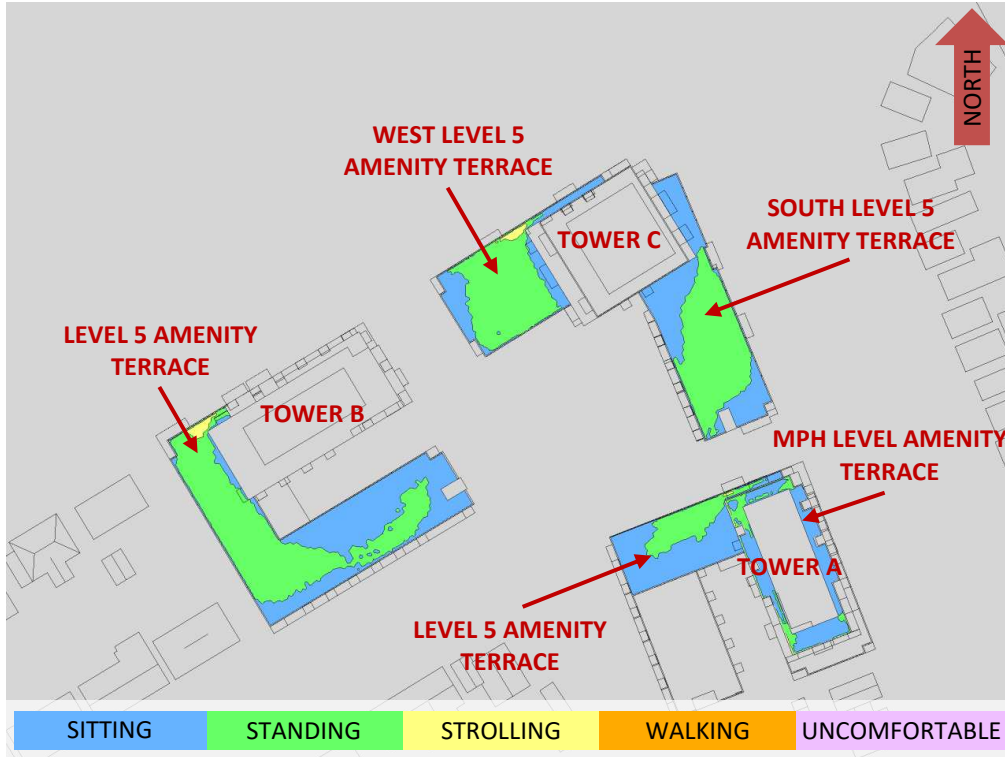 NORTH
WEST LEVEL 5
AMENITY TERRACE
SOUTH LEVEL 5
AMENITY TERRACE
TOWER C
LEVEL 5 AMENITY
TERRACE
TOWER B
MPH LEVEL AMENITY
TERRACE
TOWER A
LEVEL 5 AMENITY
TERRACE
SITTING
STANDING
STROLLING
WALKING
UNCOMFORTABLE